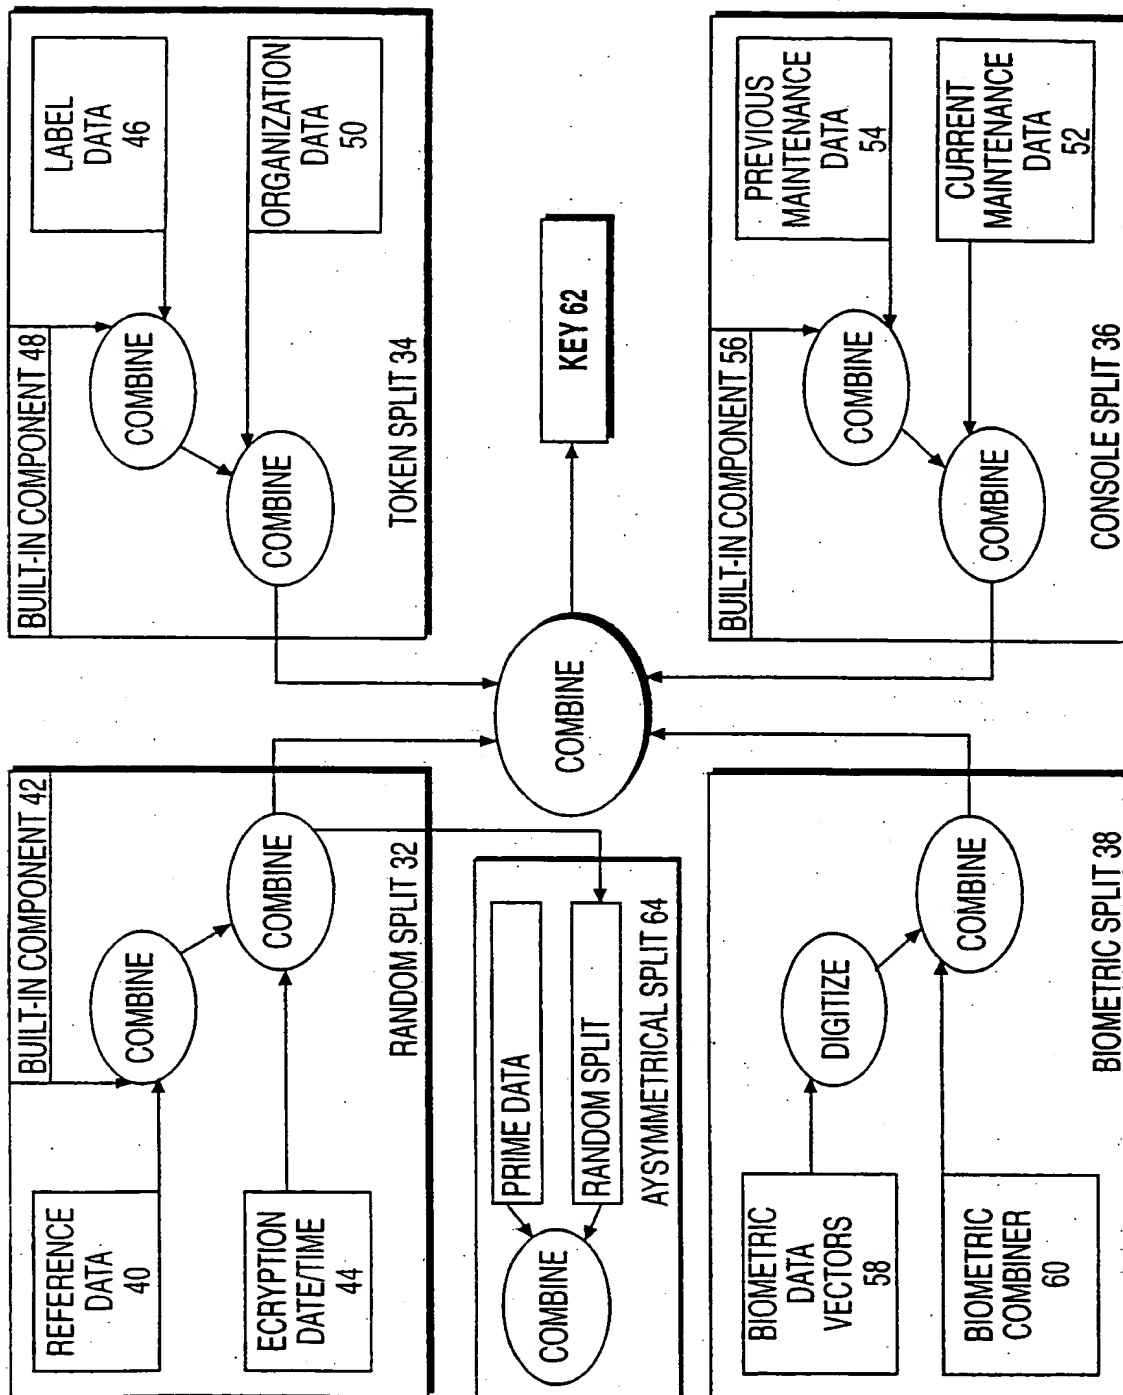 BUILT-IN COMPONENT 42
REFERENCE
DATA
40
COMBINE
ECRYPTION
DATE/TIME
44
COMBINE
RANDOM SPLIT 32
BUILT-IN COMPONENT 48
LABEL
DATA
46
COMBINE
ORGANIZATION
DATA
50
COMBINE
TOKEN SPLIT 34
PRIME DATA
COMBINE
RANDOM SPLIT
AYSYMMETRICAL SPLIT 64
COMBINE
KEY 62
BIOMETRIC
DATA
VECTORS
58
DIGITIZE
BIOMETRIC
COMBINER
60
COMBINE
BIOMETRIC SPLIT 38
BUILT-IN COMPONENT 56
PREVIOUS
MAINTENANCE
DATA
54
COMBINE
CURRENT
MAINTENANCE
DATA
52
COMBINE
CONSOLE SPLIT 36